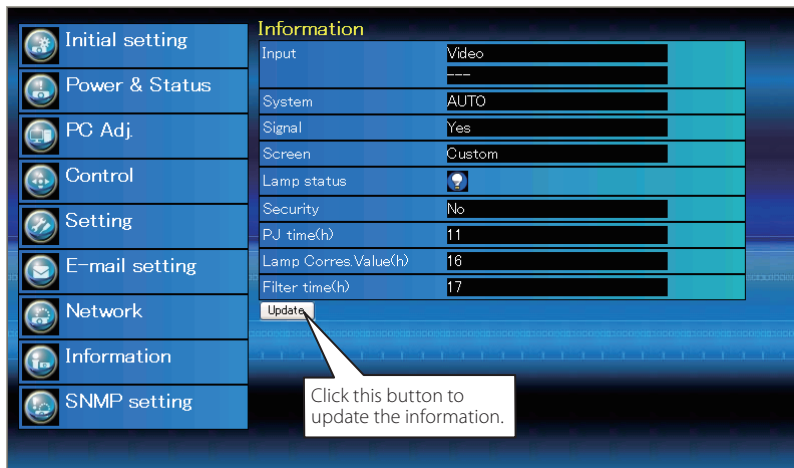 Initial setting
Power & Status
PC Adj.
Control
Setting
E-mail setting
Network
Information
SNMP setting
Information
Input Video
---
System AUTO
Signal Yes
Screen Custom
Lamp status
Security No
PJ time(h) 11
Lamp Corres.Value(h) 16
Filter time(h) 17
Update
Click this button to
update the information.